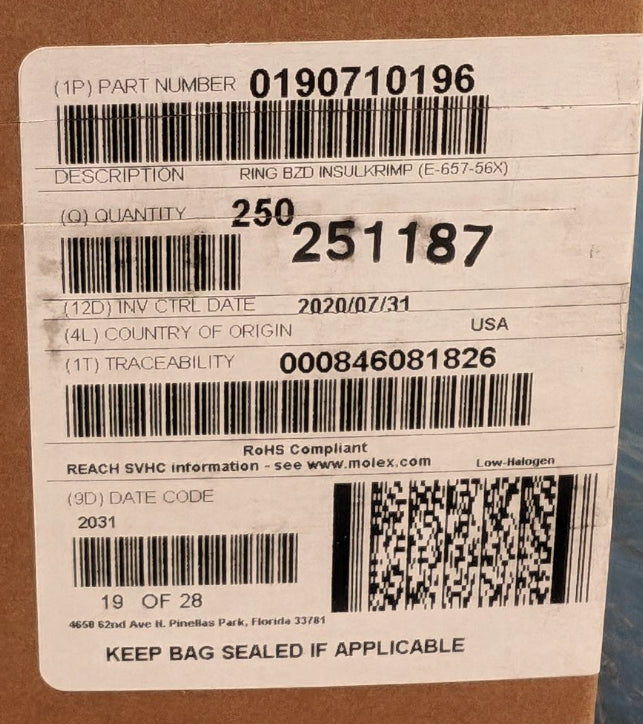 (1P) PART NUMBER 0190710196
DESCRIPTION RING BZD INSULKRIMP (E-657-56X)
(Q) QUANTITY 250
251187
(12D) INV CTRL DATE 2020/07/31
(4L) COUNTRY OF ORIGIN USA
(1T) TRACEABILITY 000846081826
RoHS Compliant
REACH SVHC information - see www.molex.com Low-Halogen
(9D) DATE CODE
2031
19 OF 28
4650 62nd Ave N. Pinellas Park, Florida 33781
KEEP BAG SEALED IF APPLICABLE